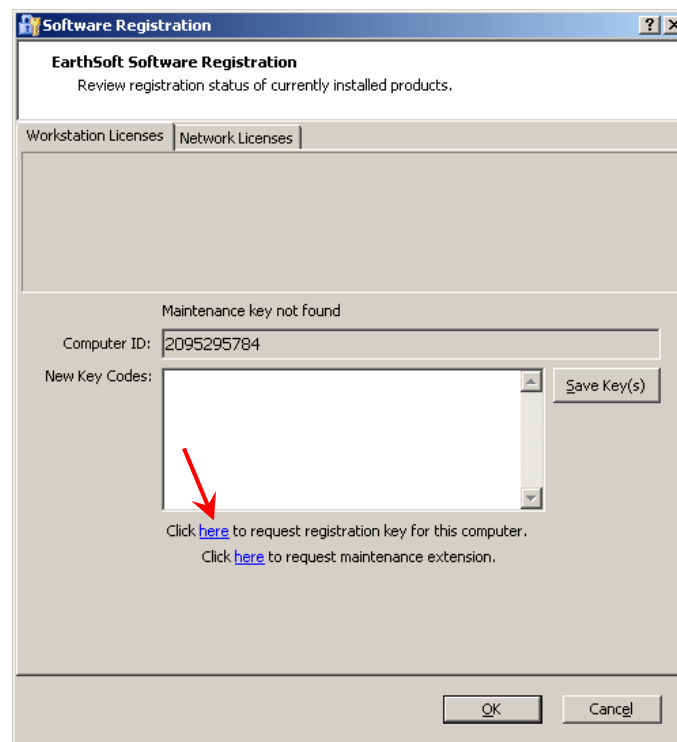 Software Registration
EarthSoft Software Registration
Review registration status of currently installed products.
Workstation Licenses
Network Licenses
Maintenance key not found
Computer ID: 2095295784
New Key Codes:
Save Key(s)
Click here to request registration key for this computer.
Click here to request maintenance extension.
OK
Cancel